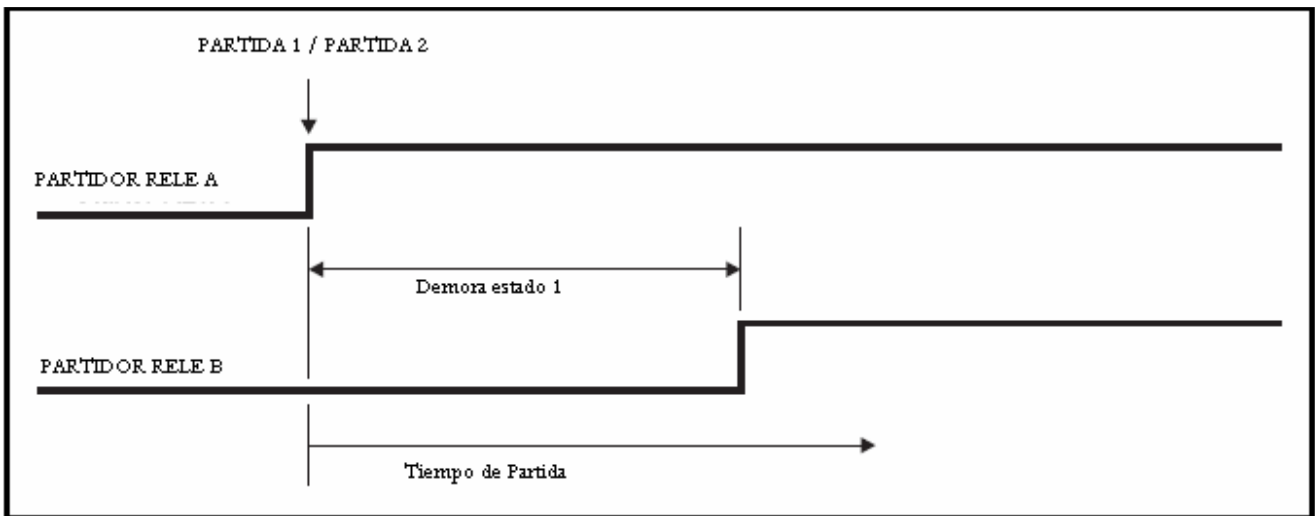 PARTIDA 1 / PARTIDA 2
PARTIDOR RELE A
Demora estado 1
PARTIDOR RELE B
Tiempo de Partida